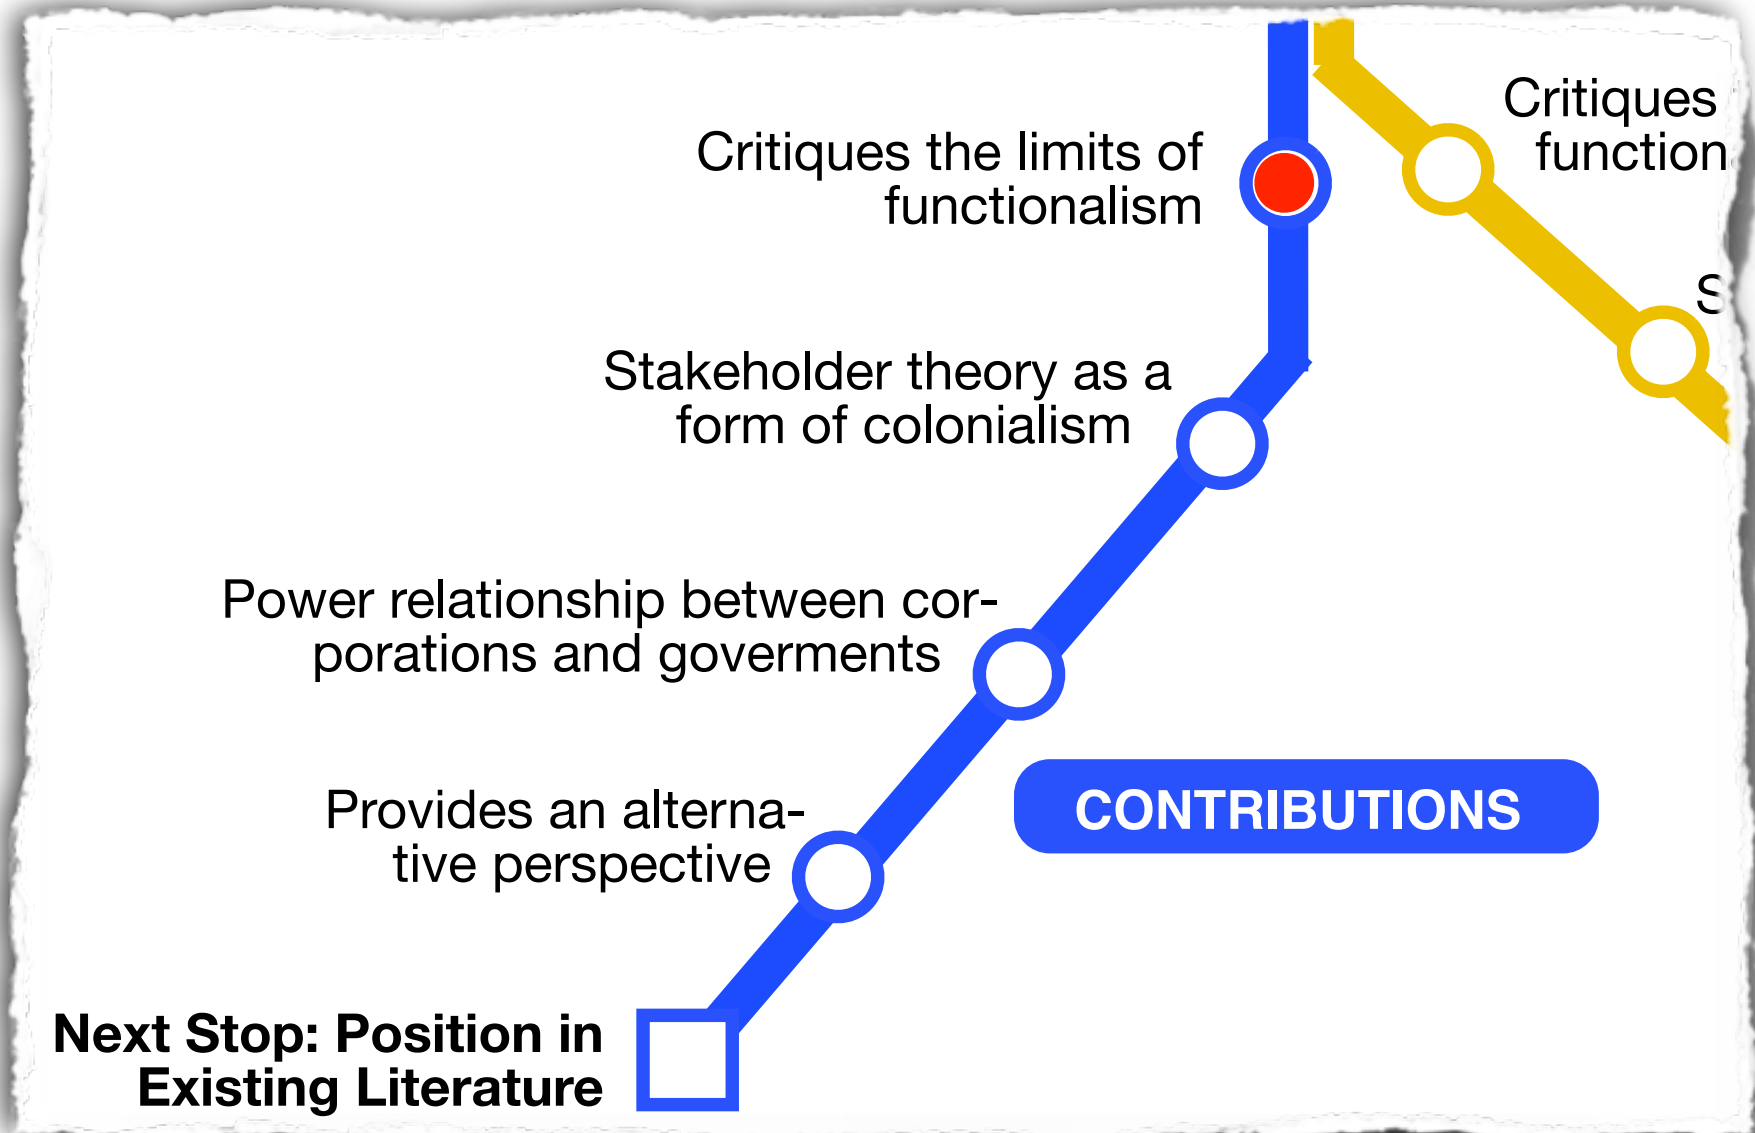 Critiques the limits of
functionalism
Critiques
function
Stakeholder theory as a
form of colonialism
Power relationship between cor-
porations and goverments
Provides an alterna-
tive perspective
CONTRIBUTIONS
Next Stop: Position in
Existing Literature